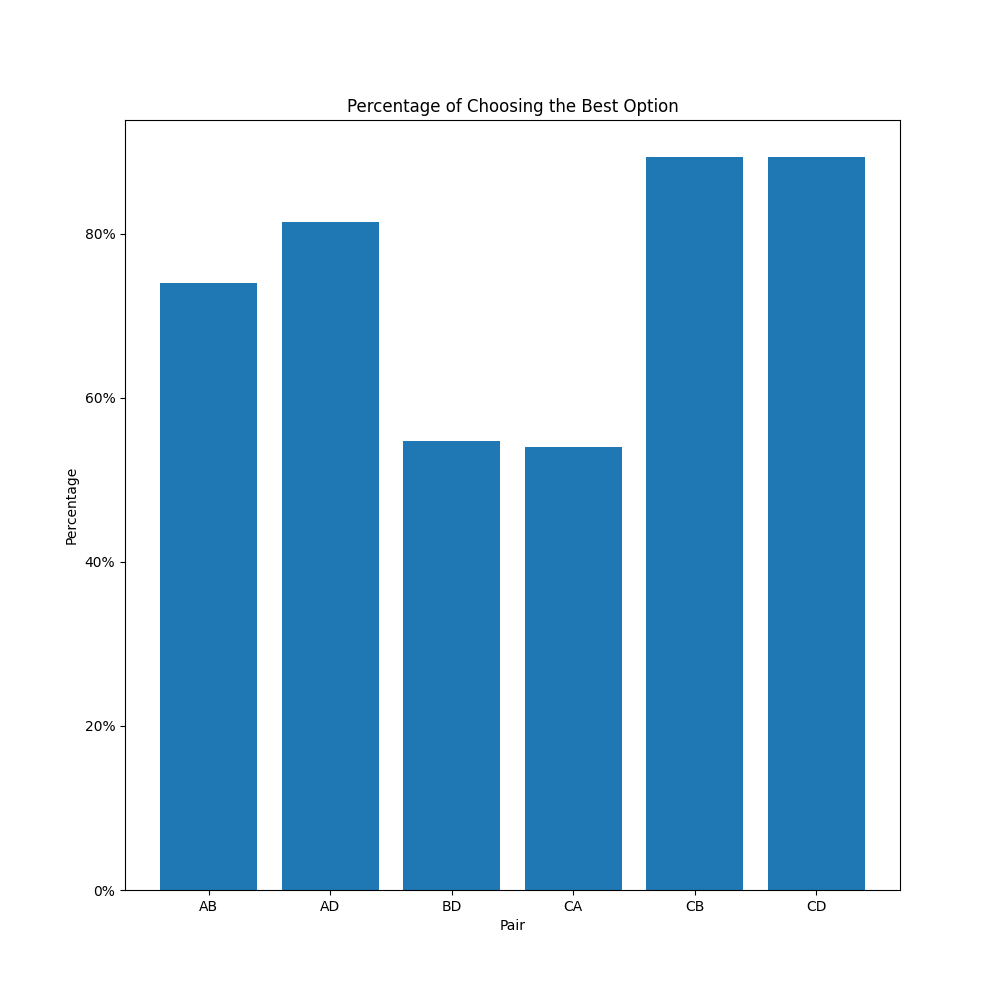 Percentage of Choosing the Best Option
80%
60%
40%
20%
0%
Percentage
AB AD BD CA CB CD
Pair